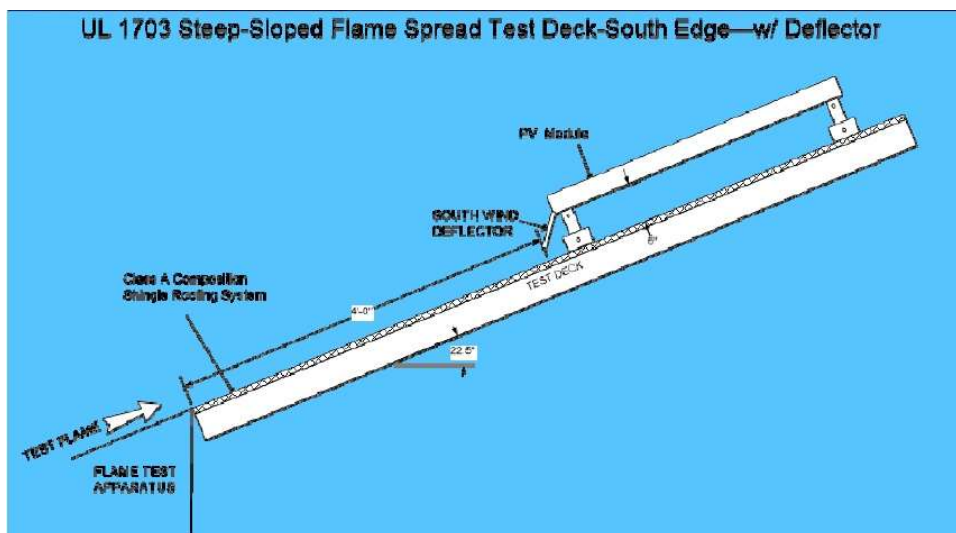 UL 1703 Steep-Sloped Flame Spread Test Deck-South Edge—w/ Deflector
PV Module
SOUTH WIND
DEFLECTOR
5"
TEST DECK
Class A Composition
Shingle Roofing System
4'-0"
22.5°
TEST FLAME
FLAME TEST
APPARATUS